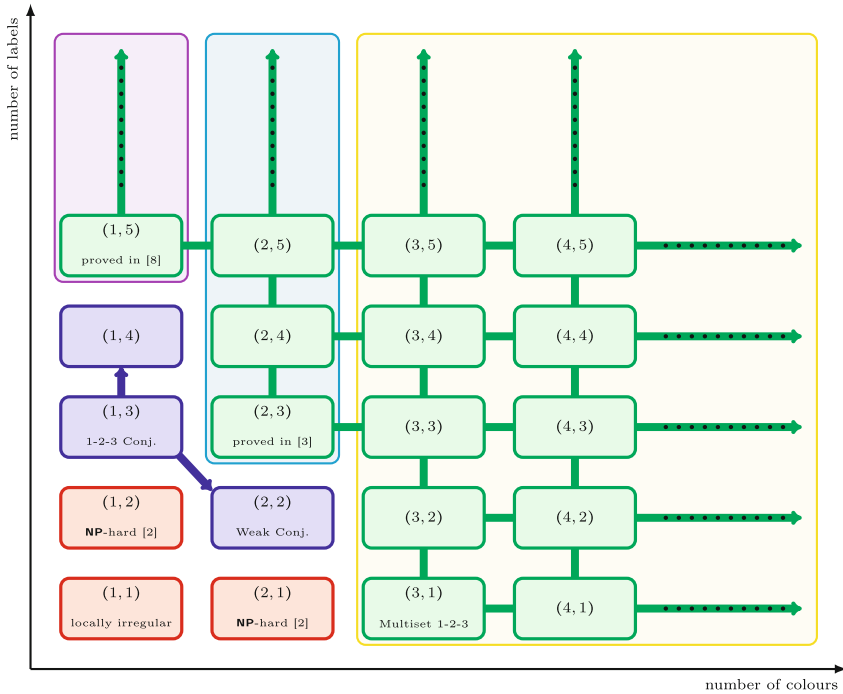 number of labels
(1, 5)
proved in [8]
(2, 5)
(3, 5)
(4, 5)
(1, 4)
(2, 4)
(3, 4)
(4, 4)
(1, 3)
1-2-3 Conj.
(2, 3)
proved in [3]
(3, 3)
(4, 3)
(1, 2)
NP-hard [2]
(2, 2)
Weak Conj.
(3, 2)
(4, 2)
(1, 1)
locally irregular
(2, 1)
NP-hard [2]
(3, 1)
Multiset 1-2-3
(4, 1)
number of colours